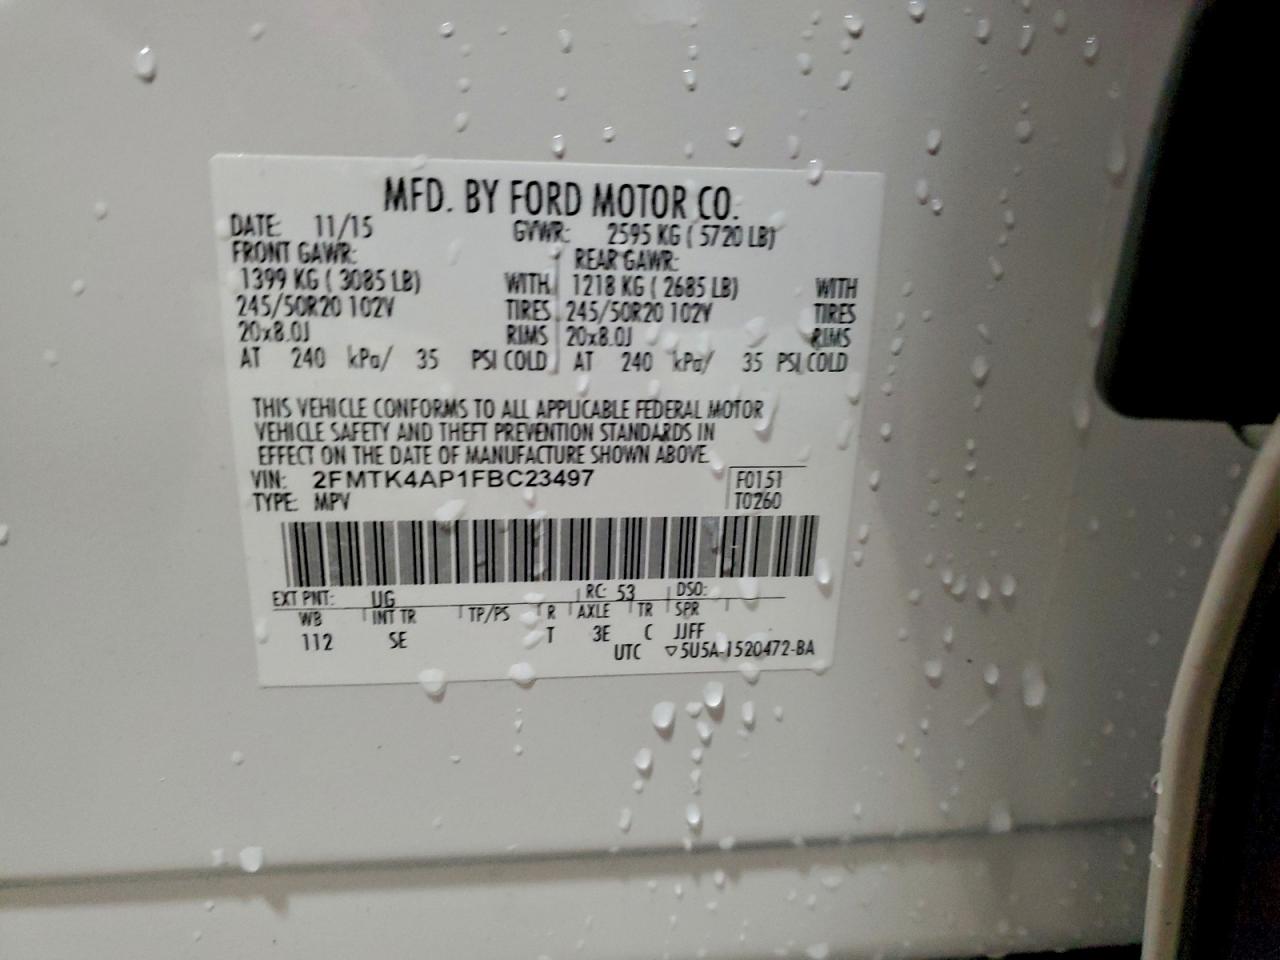 MFD. BY FORD MOTOR CO.
DATE: 11/15 GVWR: 2595 KG ( 5720 LB)
FRONT GAWR: REAR GAWR:
1399 KG ( 3085 LB) WITH 1218 KG ( 2685 LB) WITH
245/50R20 102V TIRES 245/50R20 102V TIRES
20x8.0J RIMS 20x8.0J RIMS
AT 240 kPa/ 35 PSI COLD AT 240 kPa/ 35 PSI COLD
THIS VEHICLE CONFORMS TO ALL APPLICABLE FEDERAL MOTOR
VEHICLE SAFETY AND THEFT PREVENTION STANDARDS IN
EFFECT ON THE DATE OF MANUFACTURE SHOWN ABOVE.
VIN: 2FMTK4AP1FBC23497 F0151
TYPE: MPV T0260
EXT PNT: UG RC: 53 DSO:
WB INT TR TP/PS R AXLE TR SPR
112 SE T 3E C JJFF
UTC ▽5U5A-1520472-BA